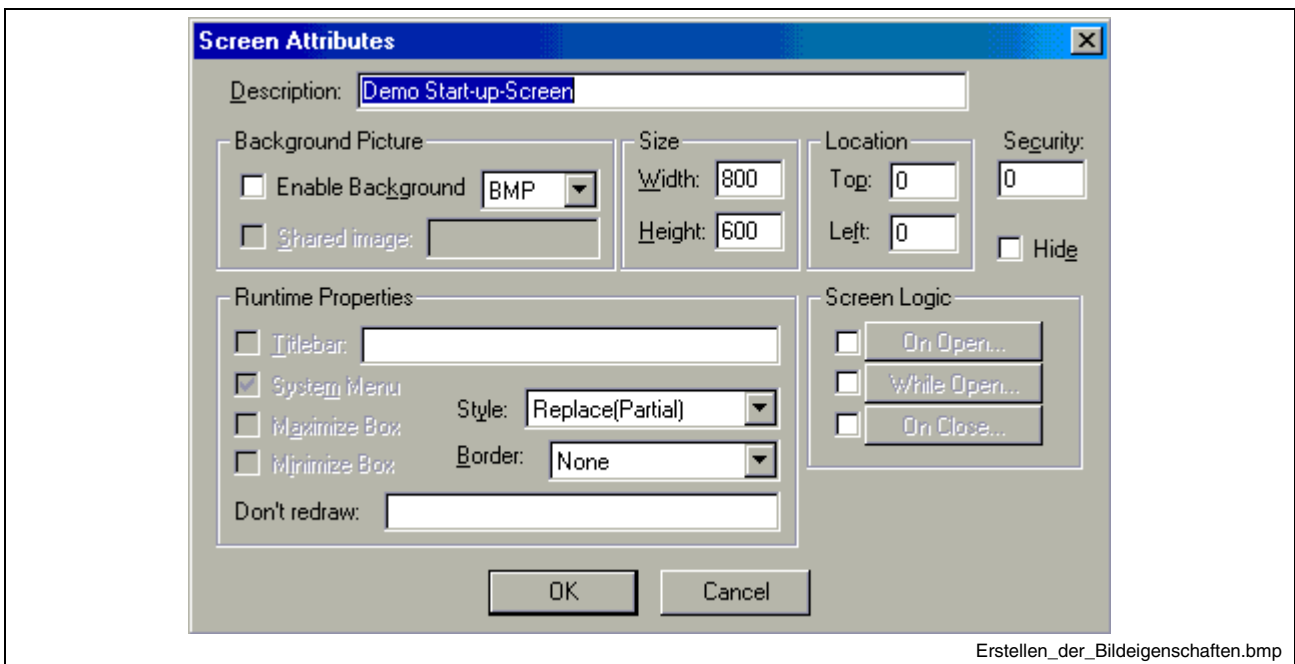 Screen Attributes
Description: Demo Start-up-Screen
Background Picture
Enable Background BMP
Shared image:
Size
Width: 800
Height: 600
Location
Top: 0
Left: 0
Security:
0
Hide
Runtime Properties
Titlebar:
System Menu
Maximize Box
Minimize Box
Style: Replace(Partial)
Border: None
Don't redraw:
Screen Logic
On Open...
While Open...
On Close...
OK
Cancel
Erstellen_der_Bildeigenschaften.bmp